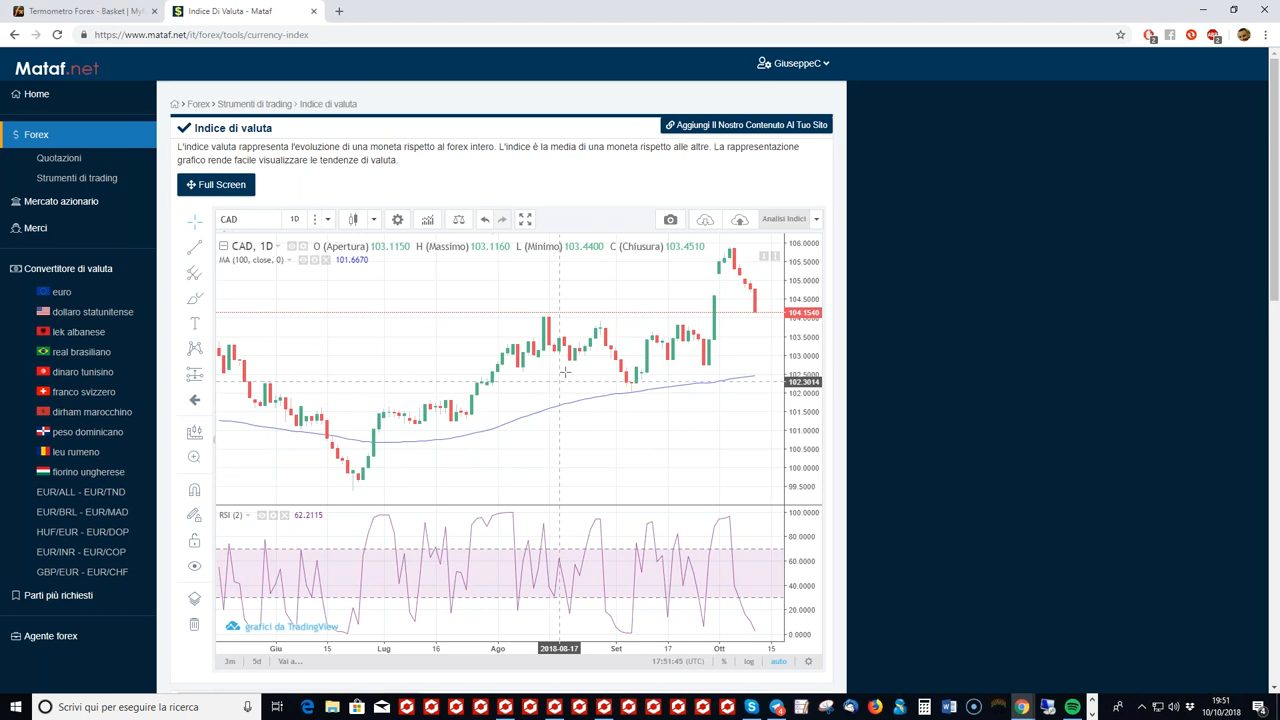 Termometro Forex - Basket | MyF
Indice Di Valuta - Mataf
https://www.mataf.net/it/forex/tools/currency-index
2
2
Mataf.net
GiuseppeC
Home
$ Forex
Quotazioni
Strumenti di trading
Mercato azionario
Merci
Convertitore di valuta
euro
dollaro statunitense
lek albanese
real brasiliano
dinaro tunisino
franco svizzero
dirham marocchino
peso dominicano
leu rumeno
fiorino ungherese
EUR/ALL - EUR/TND
EUR/BRL - EUR/MAD
HUF/EUR - EUR/DOP
EUR/INR - EUR/COP
GBP/EUR - EUR/CHF
Parti più richiesti
Agente forex
> Forex > Strumenti di trading > Indice di valuta
Indice di valuta
Aggiungi Il Nostro Contenuto Al Tuo Sito
L'indice valuta rappresenta l'evoluzione di una moneta rispetto al forex intero. L'indice è la media di una moneta rispetto alle altre. La rappresentazione
grafico rende facile visualizzare le tendenze di valuta.
Full Screen
CAD 1D
Analisi Indici
CAD, 1D O (Apertura) 103.1150 H (Massimo) 103.1160 L (Minimo) 103.4400 C (Chiusura) 103.4510
MA (100, close, 0) 101.6670
106.0000
105.5000
105.0000
104.5000
104.1540
104.0000
103.5000
103.0000
102.5000
102.3014
102.0000
101.5000
101.0000
100.5000
100.0000
99.5000
RSI (2) 62.2115
100.0000
80.0000
60.0000
40.0000
20.0000
0.0000
grafici da TradingView
Giu 15 Lug 16 Ago 2018-08-17 Set 17 Ott 15
3m 5d Vai a... 17:51:45 (UTC) % log auto
Scrivi qui per eseguire la ricerca
19:51
10/10/2018
4